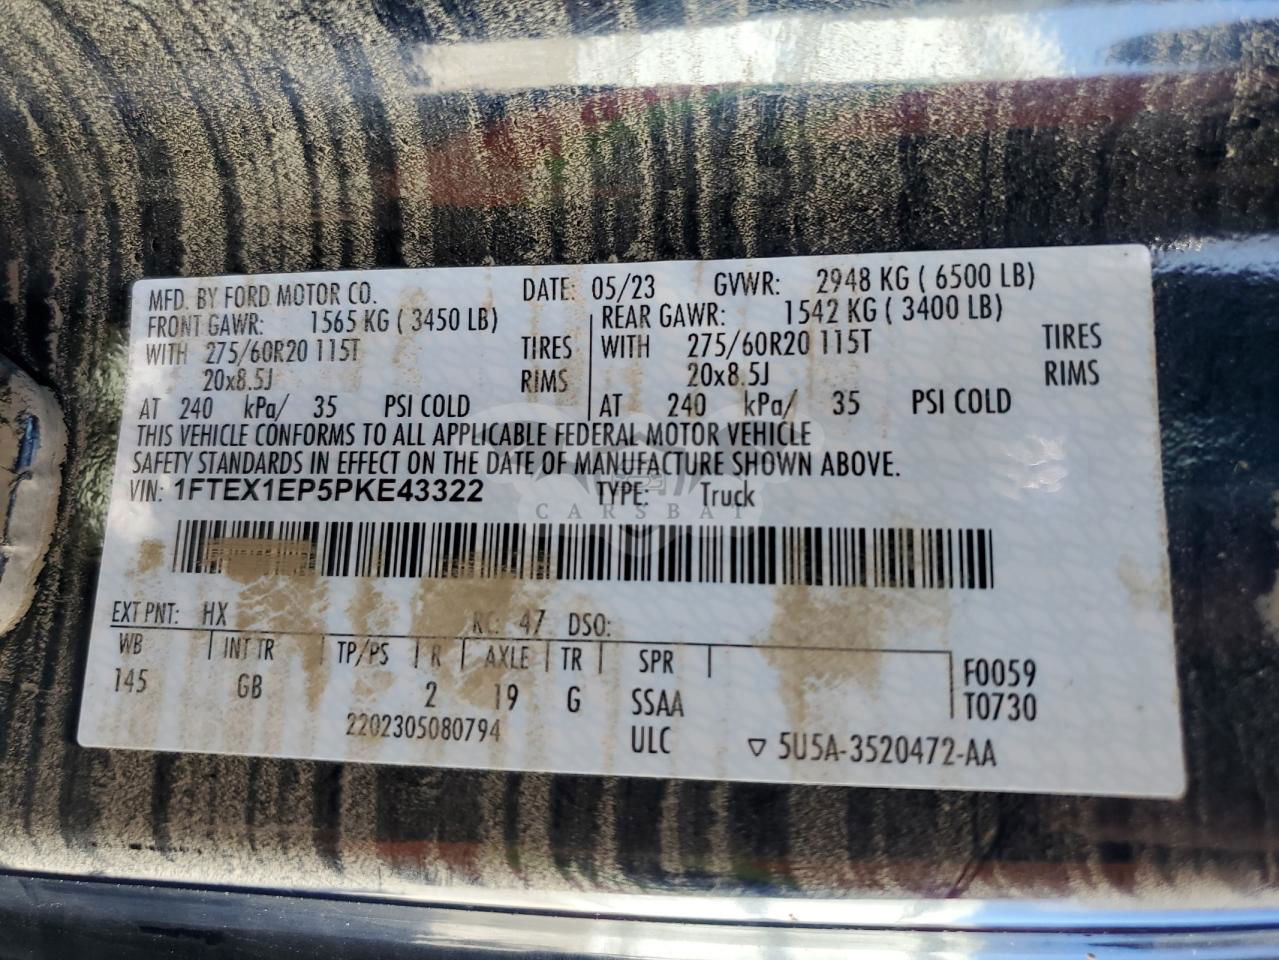 MFD. BY FORD MOTOR CO. DATE: 05/23 GVWR: 2948 KG ( 6500 LB)
FRONT GAWR: 1565 KG ( 3450 LB) REAR GAWR: 1542 KG ( 3400 LB)
WITH 275/60R20 115T TIRES WITH 275/60R20 115T TIRES
20x8.5J RIMS 20x8.5J RIMS
AT 240 kPa/ 35 PSI COLD AT 240 kPa/ 35 PSI COLD
THIS VEHICLE CONFORMS TO ALL APPLICABLE FEDERAL MOTOR VEHICLE
SAFETY STANDARDS IN EFFECT ON THE DATE OF MANUFACTURE SHOWN ABOVE.
VIN: 1FTEX1EP5PKE43322 TYPE: Truck
CARSBAT
EXT PNT: HX RC: 47 DSO:
WB INT TR TP/PS R AXLE TR SPR F0059
145 GB 2 19 G SSAA T0730
2202305080794 ULC ▽ 5U5A-3520472-AA